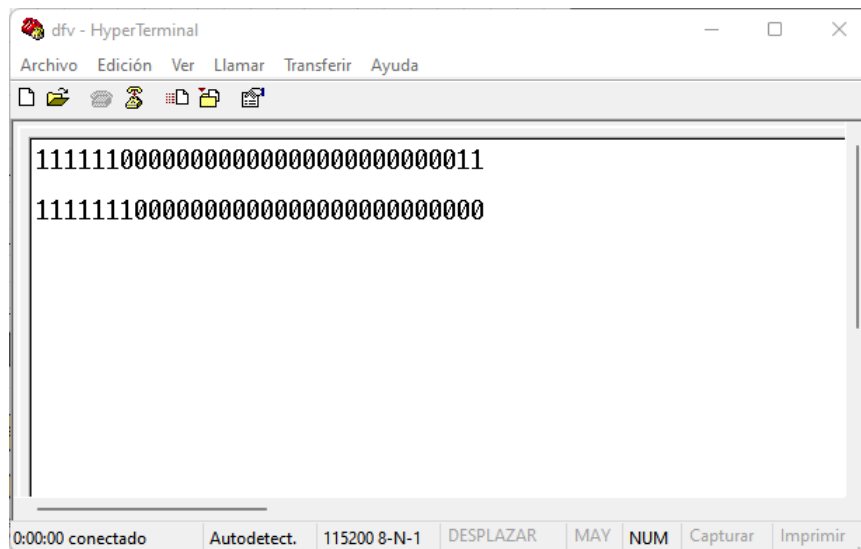 dfv - HyperTerminal
Archivo Edición Ver Llamar Transferir Ayuda
11111100000000000000000000000011
11111110000000000000000000000000
0:00:00 conectado Autodetect. 115200 8-N-1 DESPLAZAR MAY NUM Capturar Imprimir